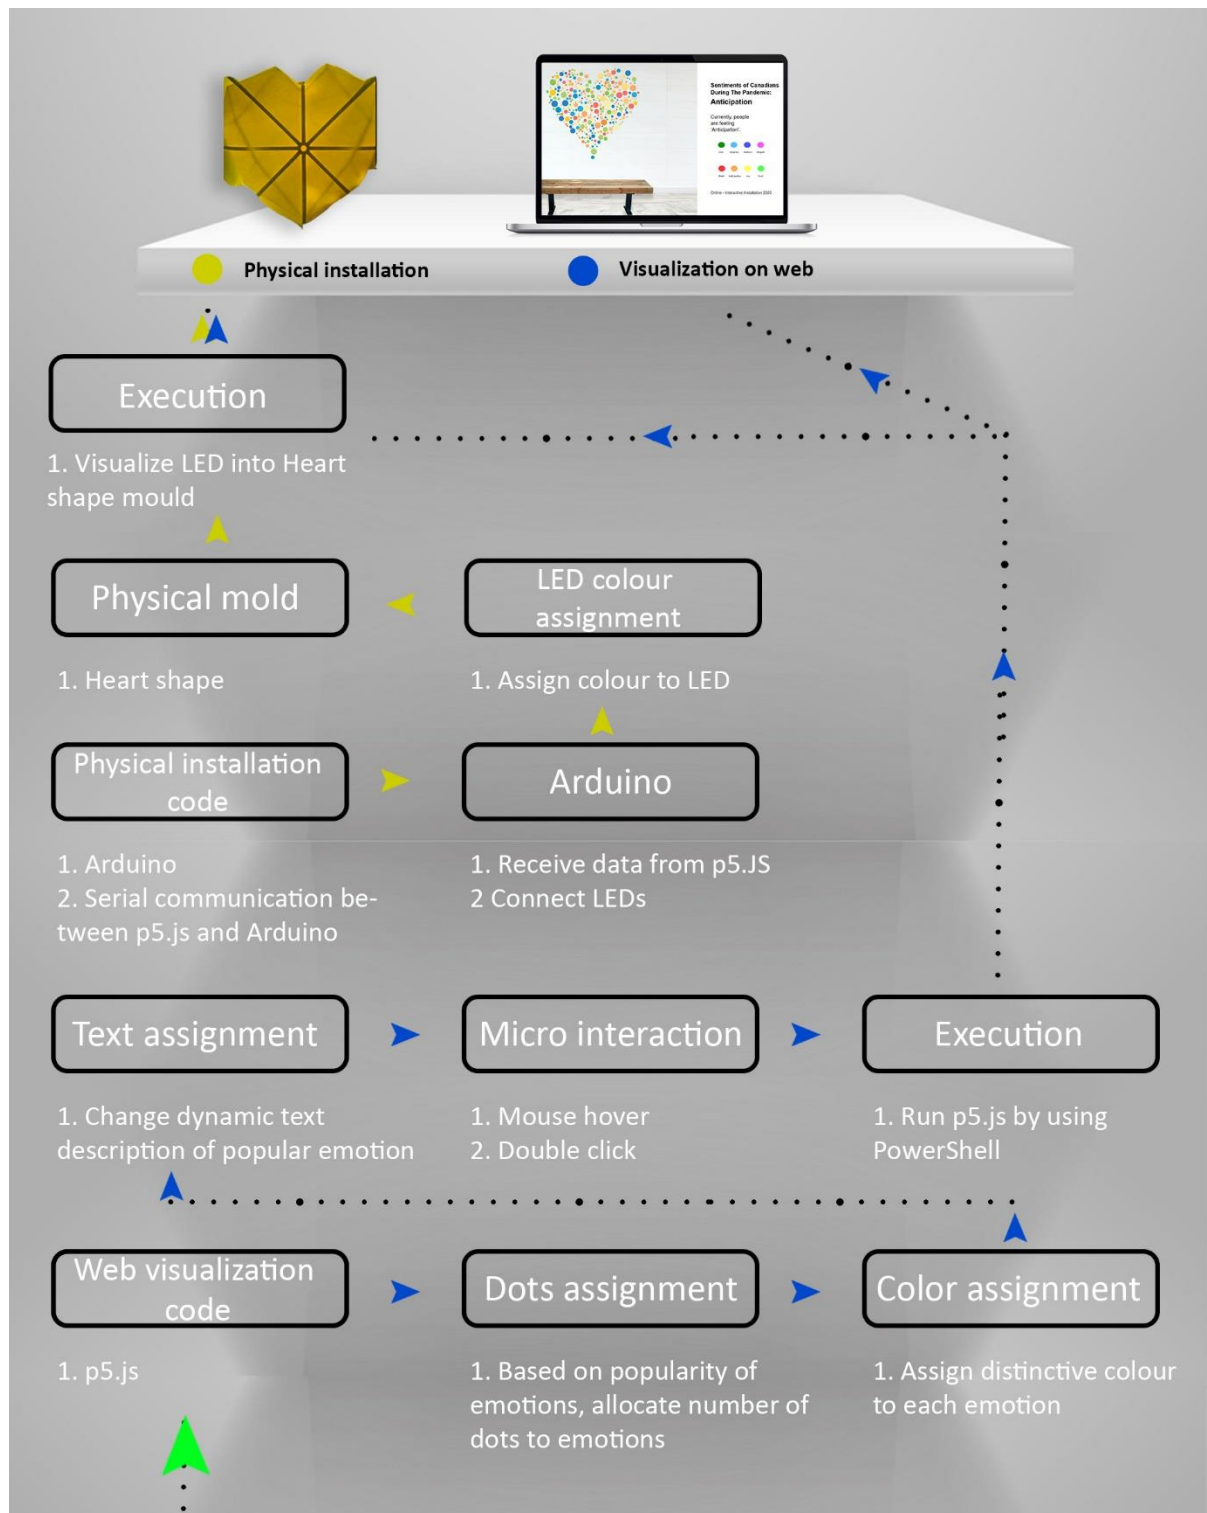 Sentiments of Canadians
During The Pandemic:
Anticipation
Currently, people
are feeling
'Anticipation'.
Physical installation
Visualization on web
Execution
1. Visualize LED into Heart
shape mould
Physical mold
LED colour
assignment
1. Heart shape
1. Assign colour to LED
Physical installation
code
Arduino
1. Arduino
2. Serial communication be-
tween p5.js and Arduino
1. Receive data from p5.JS
2 Connect LEDs
Text assignment
Micro interaction
Execution
1. Change dynamic text
description of popular emotion
1. Mouse hover
2. Double click
1. Run p5.js by using
PowerShell
Web visualization
code
Dots assignment
Color assignment
1. p5.js
1. Based on popularity of
emotions, allocate number of
dots to emotions
1. Assign distinctive colour
to each emotion